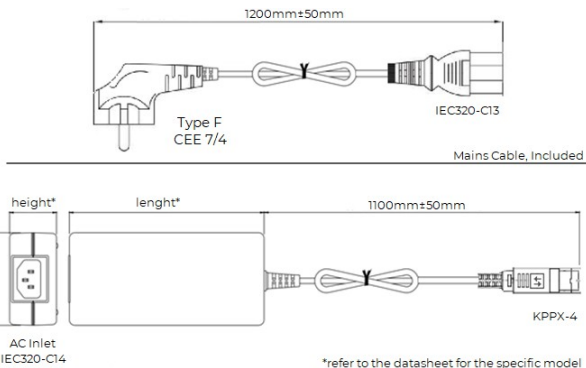 1200mm±50mm
Type F
CEE 7/4
IEC320-C13
Mains Cable, Included
height*
lenght*
1100mm±50mm
KPPX-4
AC Inlet
IEC320-C14
*refer to the datasheet for the specific model